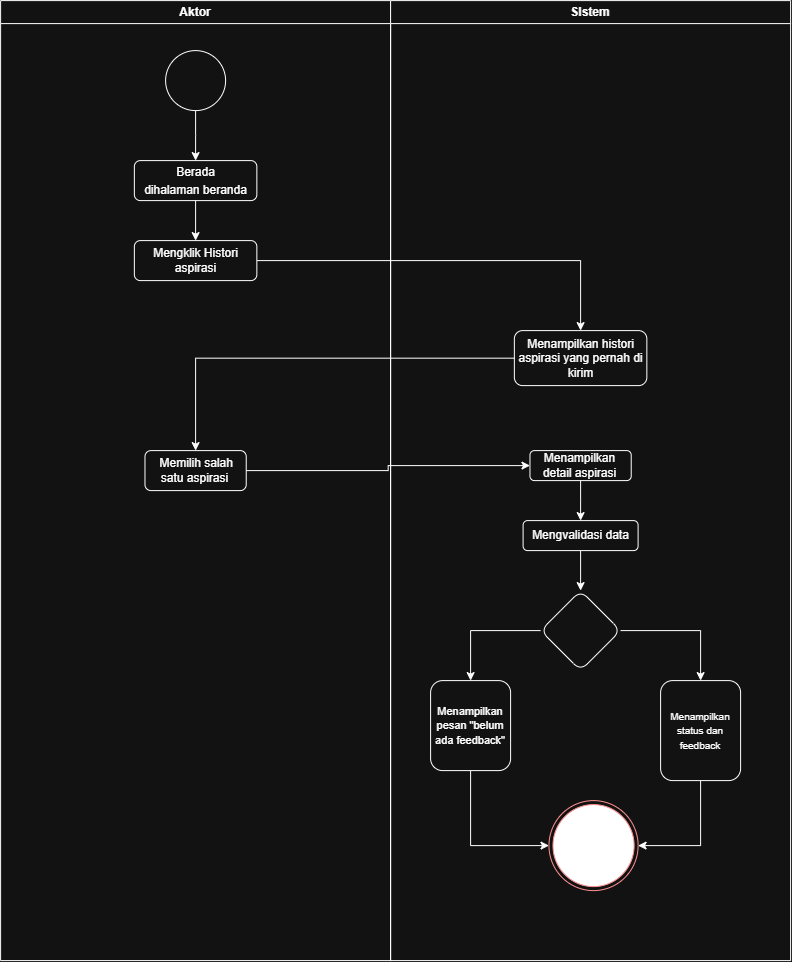 Aktor
Sistem
Berada
dihalaman beranda
Mengklik Histori
aspirasi
Menampilkan histori
aspirasi yang pernah di
kirim
Memilih salah
satu aspirasi
Menampilkan
detail aspirasi
Mengvalidasi data
Menampilkan
pesan "belum
ada feedback"
Menampilkan
status dan
feedback